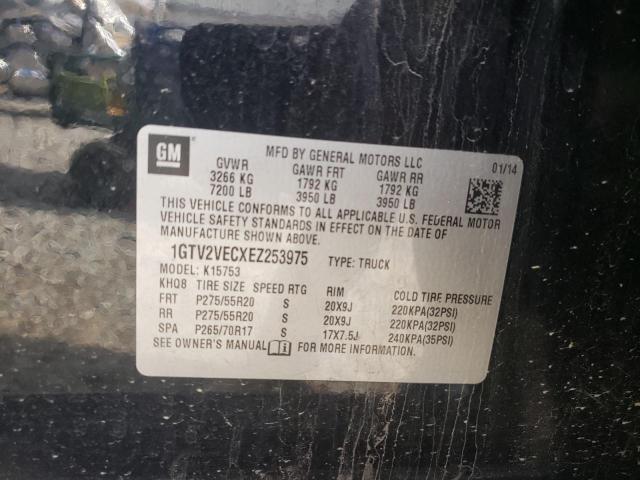 GM
MFD BY GENERAL MOTORS LLC
01/14
GVWR GAWR FRT GAWR RR
3266 KG 1792 KG 1792 KG
7200 LB 3950 LB 3950 LB
THIS VEHICLE CONFORMS TO ALL APPLICABLE U.S. FEDERAL MOTOR
VEHICLE SAFETY STANDARDS IN EFFECT ON THE DATE OF
MANUFACTURE SHOWN ABOVE.
1GTV2VECXEZ253975 TYPE: TRUCK
MODEL: K15753
KHQ8 TIRE SIZE SPEED RTG RIM COLD TIRE PRESSURE
FRT P275/55R20 S 20X9J 220KPA(32PSI)
RR P275/55R20 S 20X9J 220KPA(32PSI)
SPA P265/70R17 S 17X7.5J 240KPA(35PSI)
SEE OWNER'S MANUAL FOR MORE INFORMATION.